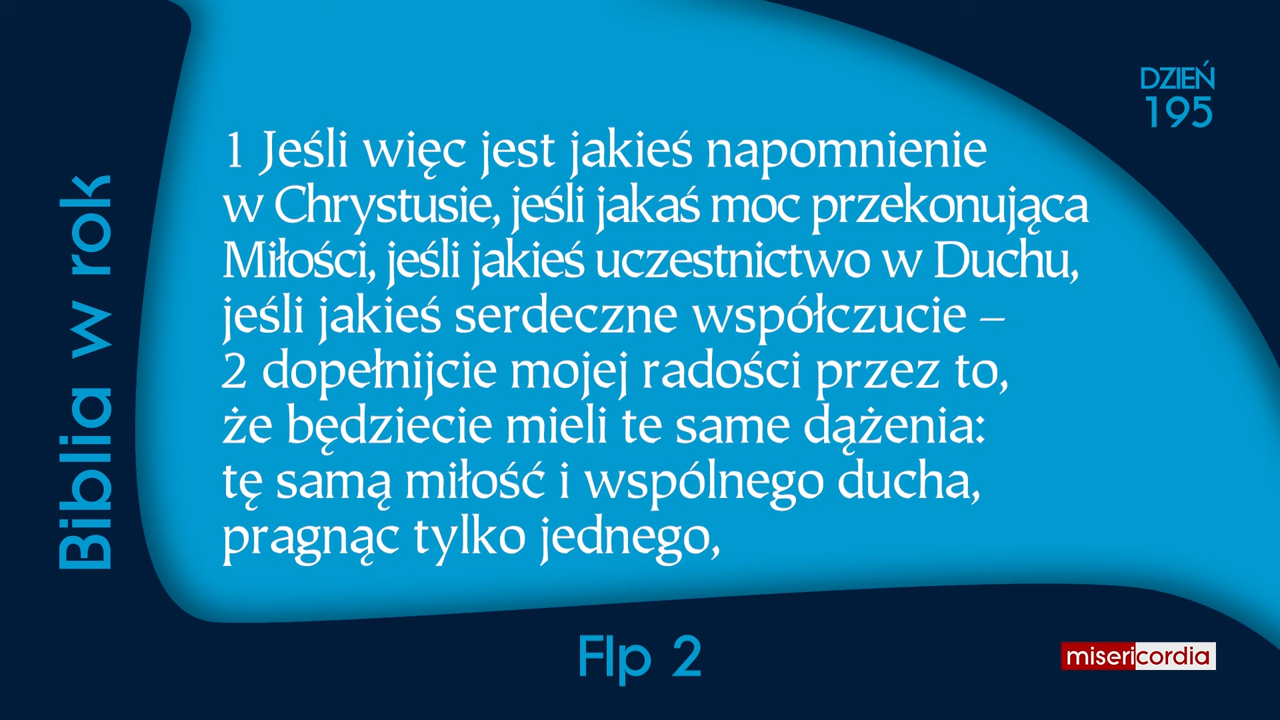 DZIEŃ
195
1 Jeśli więc jest jakieś napomnienie
w Chrystusie, jeśli jakaś moc przekonująca
Miłości, jeśli jakieś uczestnictwo w Duchu,
jeśli jakieś serdeczne współczucie –
2 dopełnijcie mojej radości przez to,
że będziecie mieli te same dążenia:
tę samą miłość i wspólnego ducha,
pragnąc tylko jednego,
Biblia w rok
Flp 2
misericordia